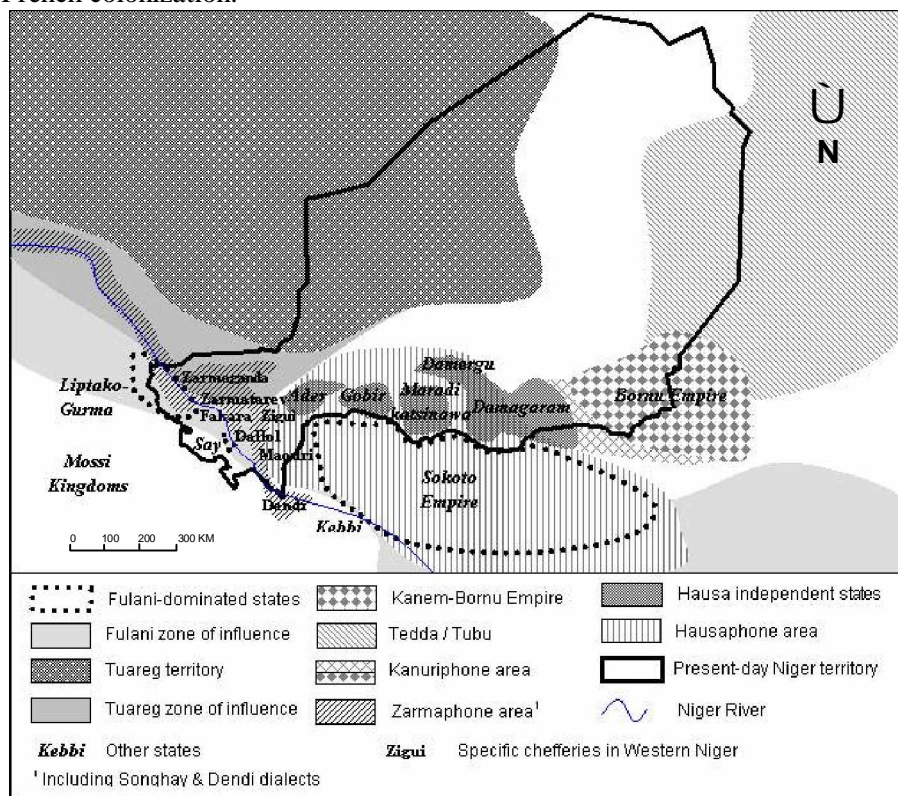 French colonization.
Ù
N
Damergu
Zarmaganda
Liptako-
Gurma
Ader
Gobir
Maradi
Bornu Empire
Zarmatarey
Katsinawa
Damagaram
Fakara
Zigui
Say
Dallol
Maouri
Mossi
Kingdoms
Sokoto
Empire
Dendi
Kebbi
0 100 200 300 KM
Fulani-dominated states
Kanem-Bornu Empire
Hausa independent states
Fulani zone of influence
Tedda / Tubu
Hausaphone area
Tuareg territory
Kanuriphone area
Present-day Niger territory
Tuareg zone of influence
Zarmaphone area¹
Niger River
Kebbi Other states
Zigui Specific chefferies in Western Niger
¹ Including Songhay & Dendi dialects